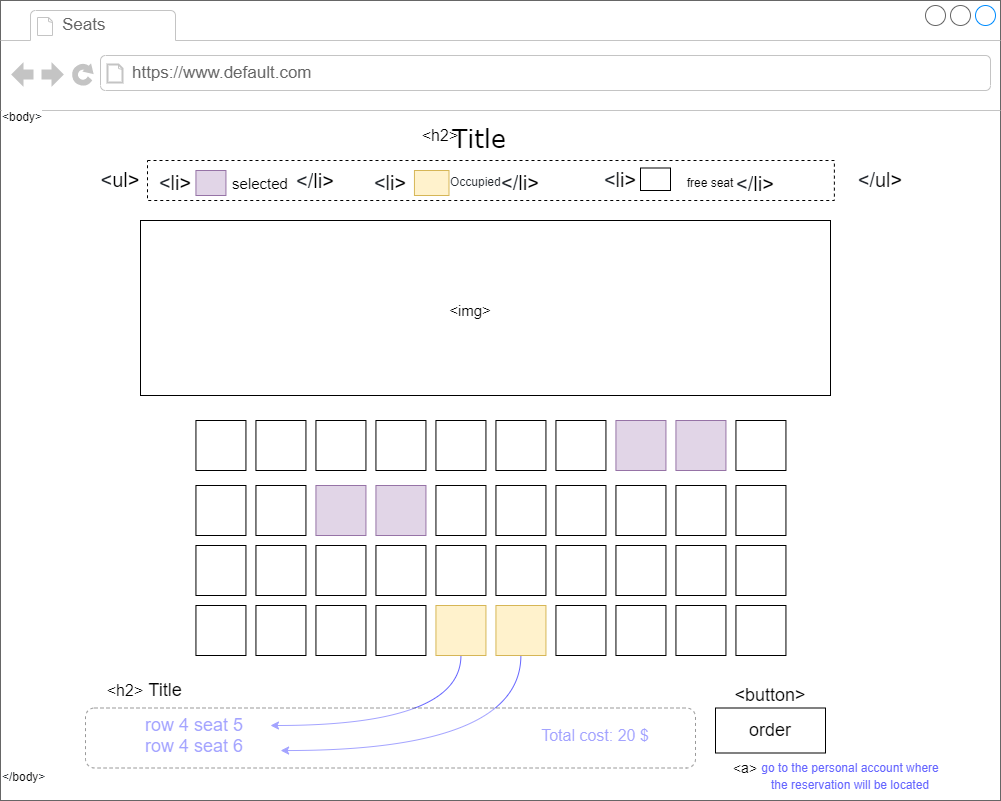 Seats
https://www.default.com
<body>
<h2>Title
<ul> <li> selected </li> <li> Occupied </li> <li> free seat </li> </ul>
<img>
<h2> Title
<button>
row 4 seat 5
order
Total cost: 20 $
row 4 seat 6
<a> go to the personal account where
the reservation will be located
</body>